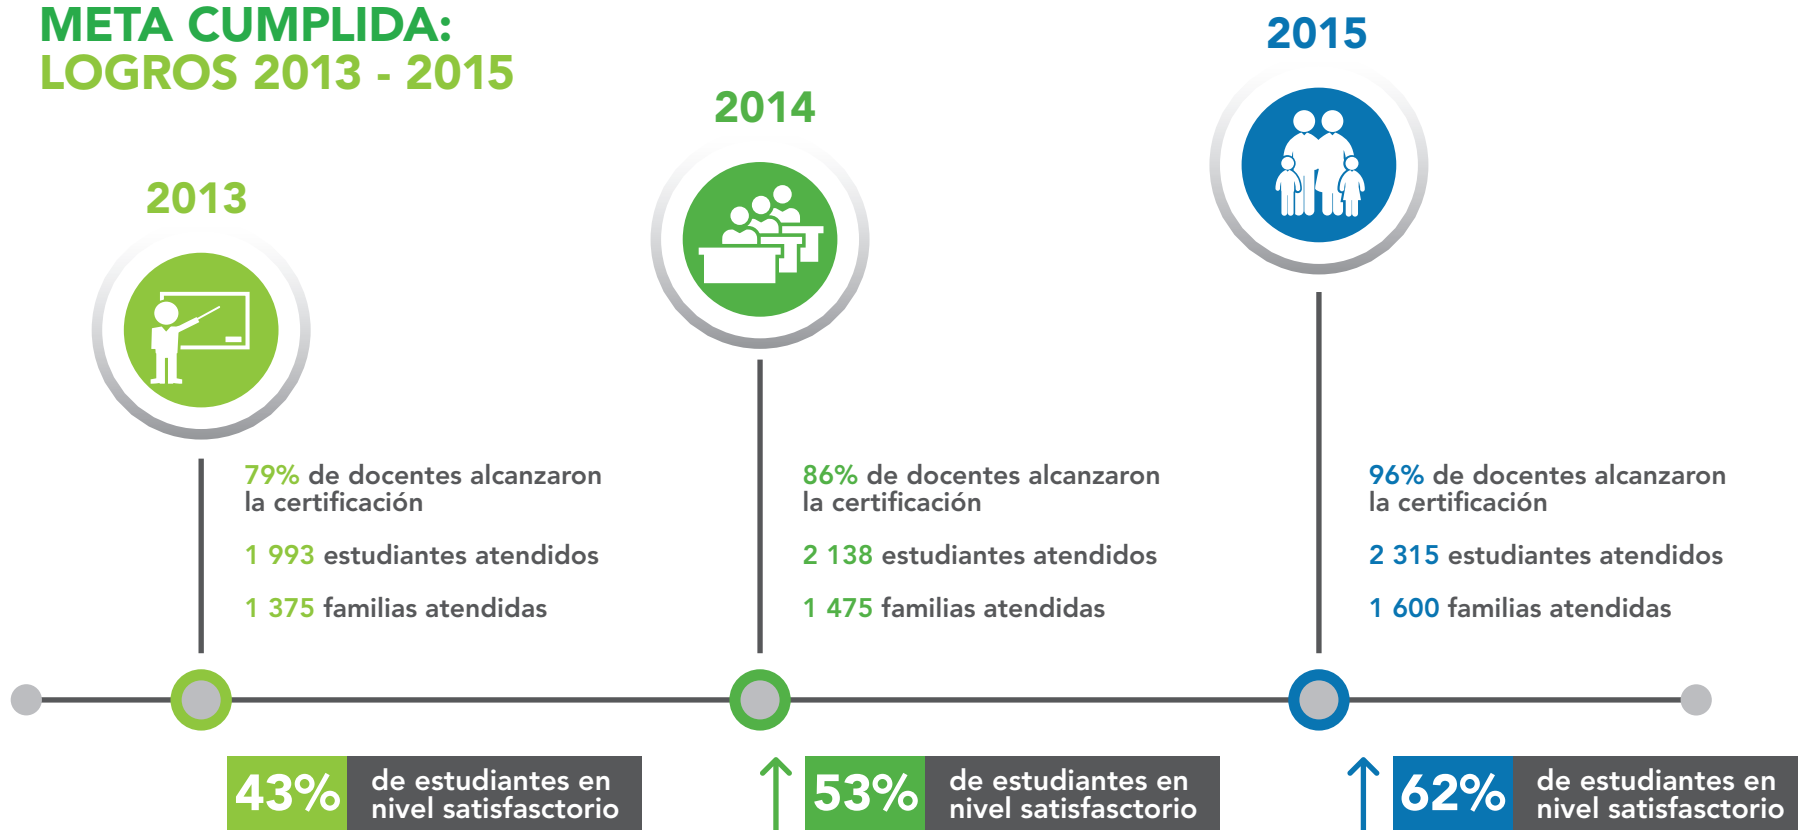 META CUMPLIDA:
LOGROS 2013 - 2015
2013
79% de docentes alcanzaron
la certificación
1 993 estudiantes atendidos
1 375 familias atendidas
43%
de estudiantes en
nivel satisfasctorio
2014
86% de docentes alcanzaron
la certificación
2 138 estudiantes atendidos
1 475 familias atendidas
53%
de estudiantes en
nivel satisfasctorio
2015
96% de docentes alcanzaron
la certificación
2 315 estudiantes atendidos
1 600 familias atendidas
62%
de estudiantes en
nivel satisfasctorio